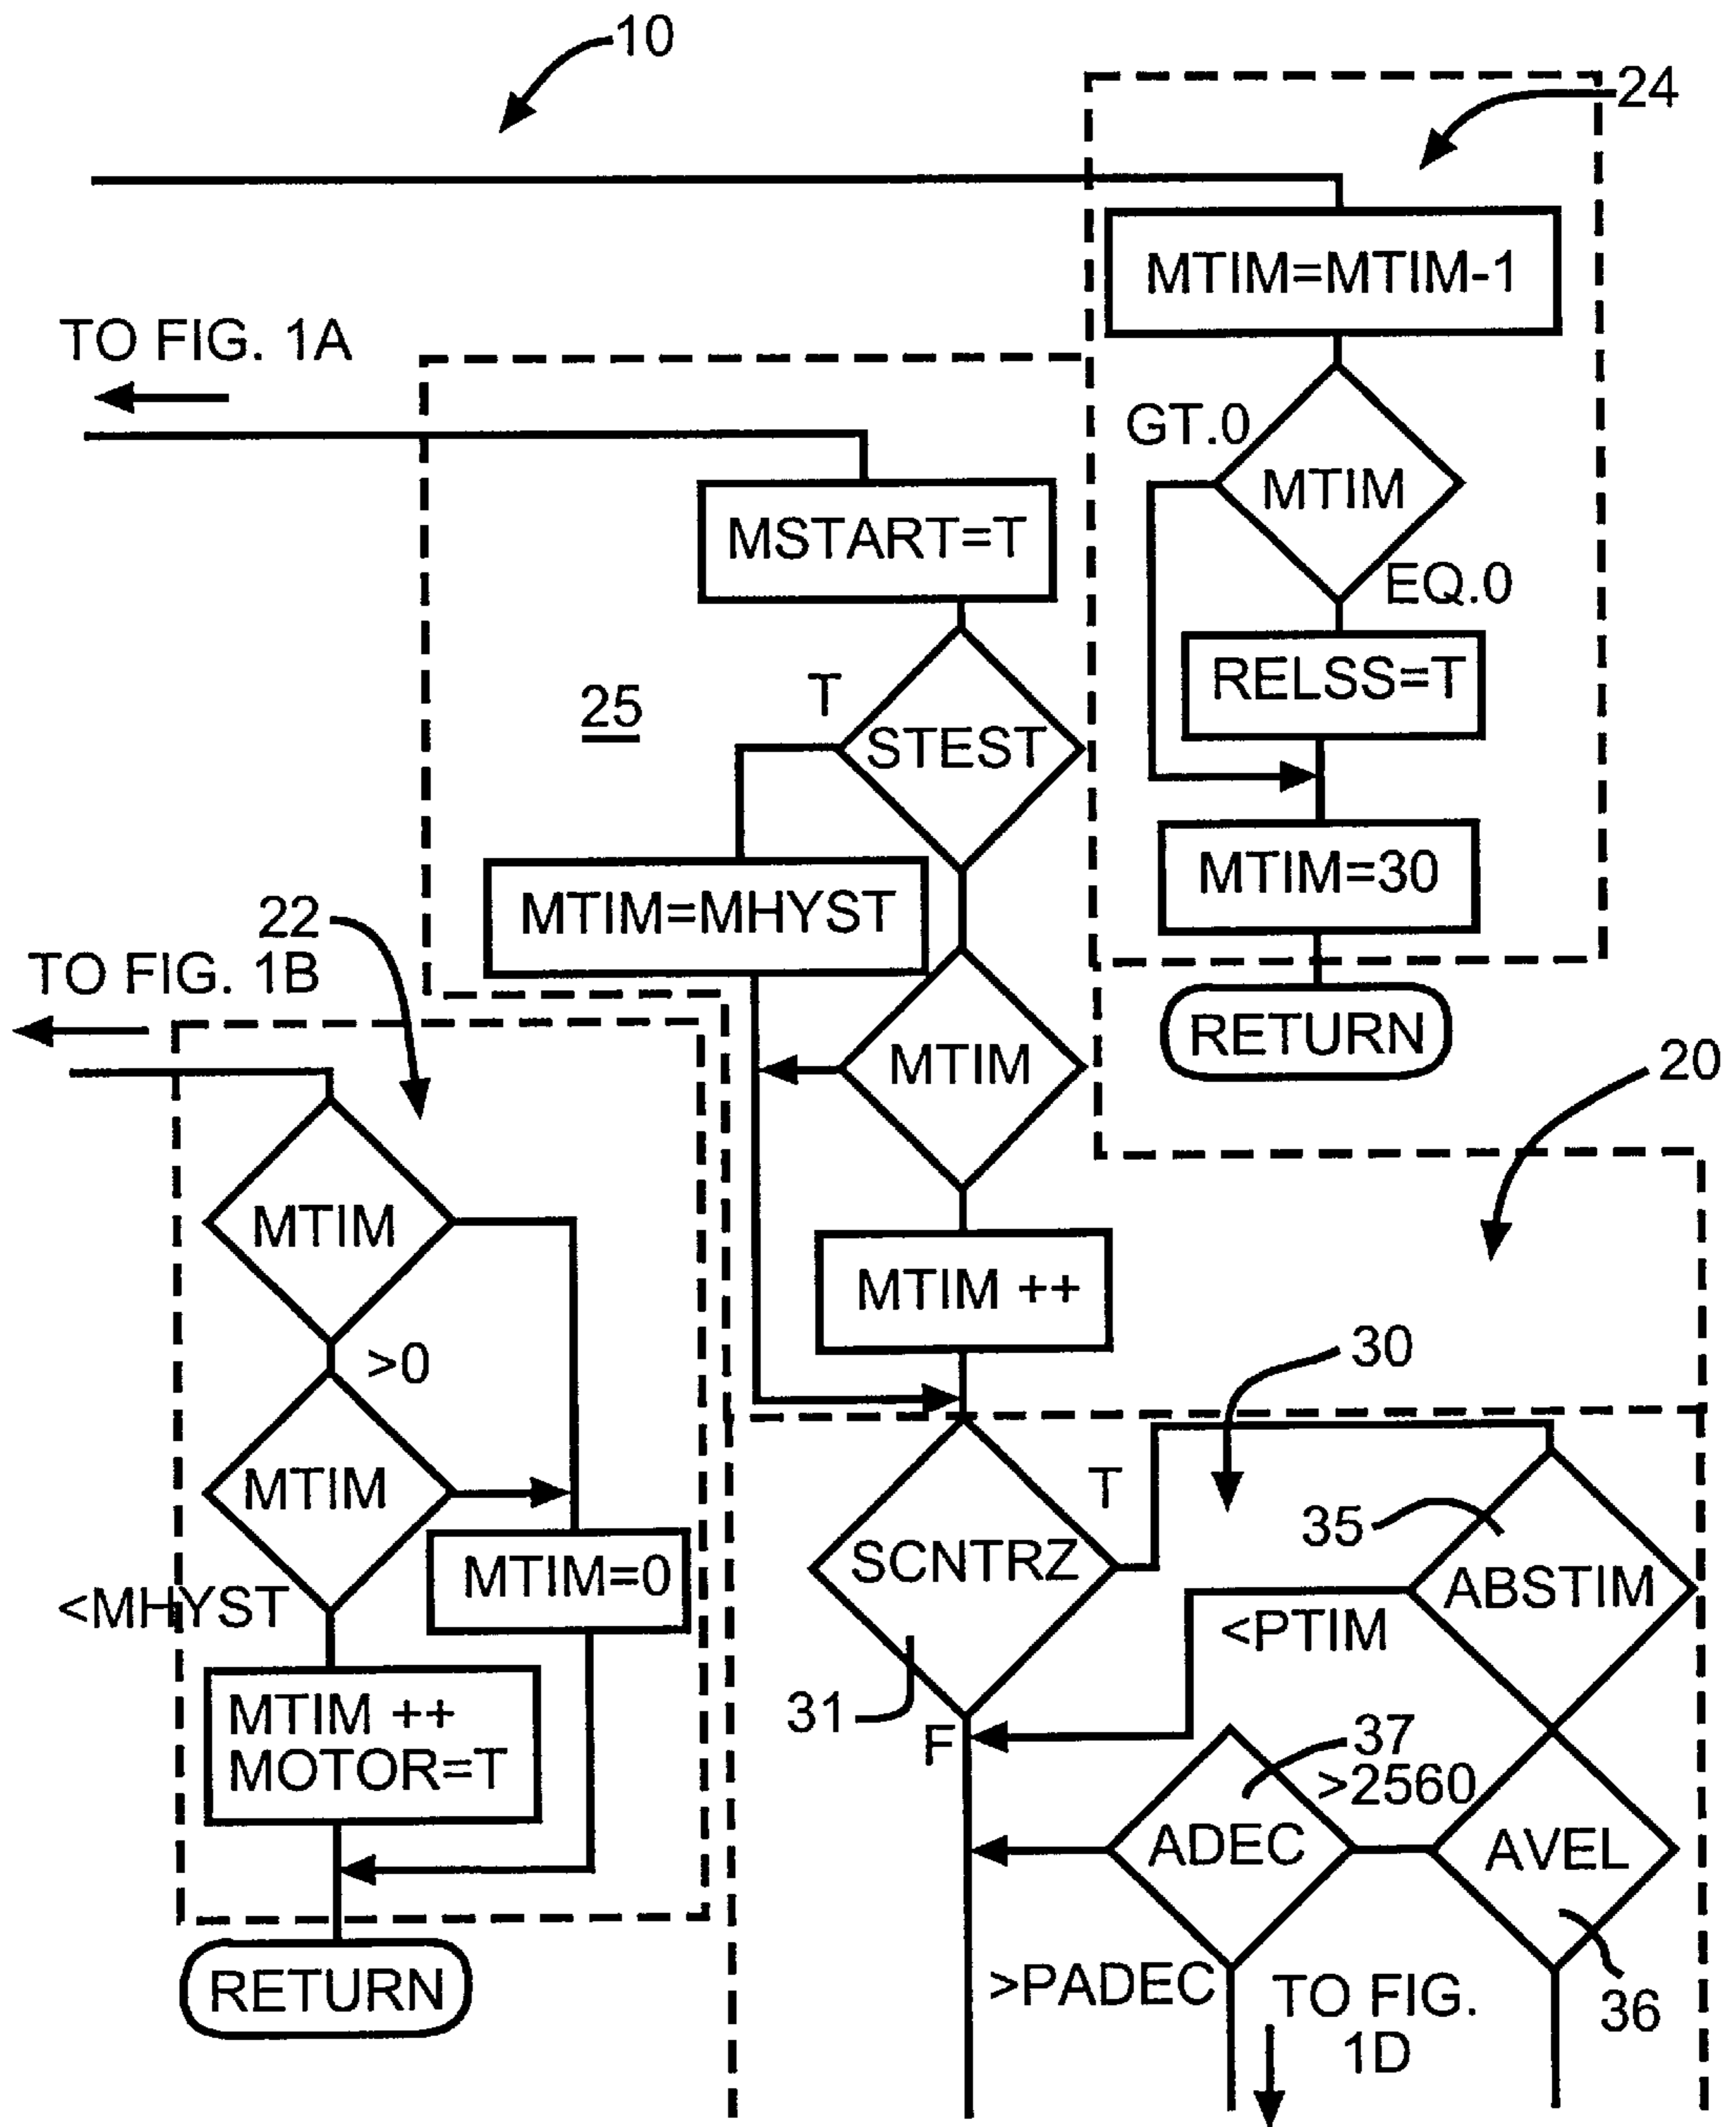 10
24
MTIM=MTIM-1
TO FIG. 1A
GT.0
MTIM
EQ.0
MSTART=T
RELSS=T
T
25
STEST
MTIM=30
MTIM=MHYST
22
TO FIG. 1B
RETURN
MTIM
20
MTIM
>0
MTIM ++
30
MTIM
T
35
SCNTRZ
ABSTIM
MTIM=0
<MHYST
<PTIM
31
MTIM ++
MOTOR=T
F
37
>2560
ADEC
AVEL
RETURN
>PADEC
36
TO FIG.
1D